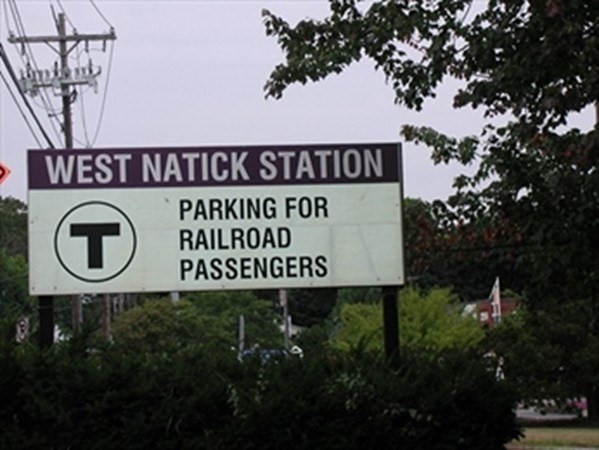 WEST NATICK STATION
T
PARKING FOR
RAILROAD
PASSENGERS